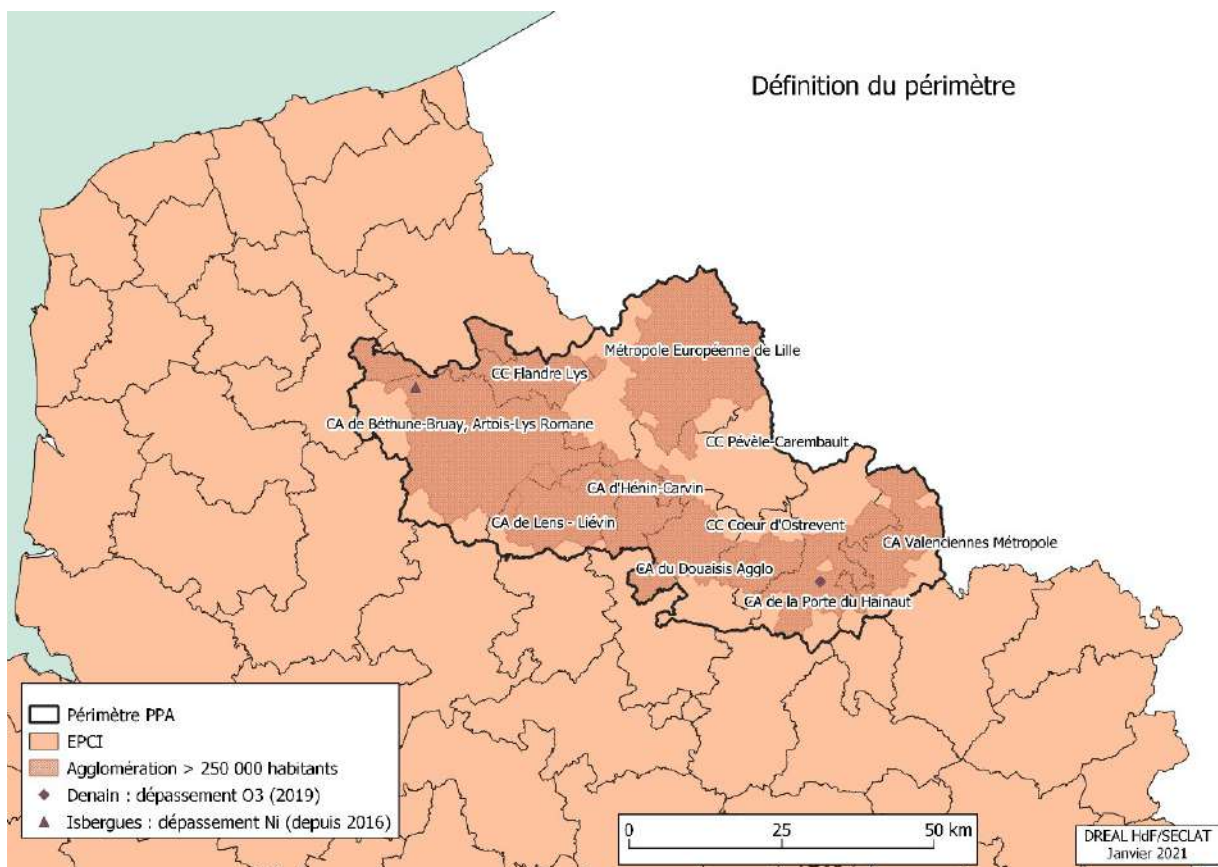 Définition du périmètre
Métropole Européenne de Lille
CC Flandre Lys
CA de Béthune-Bruay, Artois-Lys Romane
CC Pévèle-Carembault
CA d'Hénin-Carvin
CA de Lens - Liévin
CC Coeur d'Ostrevent
CA Valenciennes Métropole
CA du Douaisis Agglo
CA de la Porte du Hainaut
Périmètre PPA
EPCI
Agglomération > 250 000 habitants
Denain : dépassement O3 (2019)
Isbergues : dépassement Ni (depuis 2016)
0 25 50 km
DREAL HdF/SECLAT
Janvier 2021